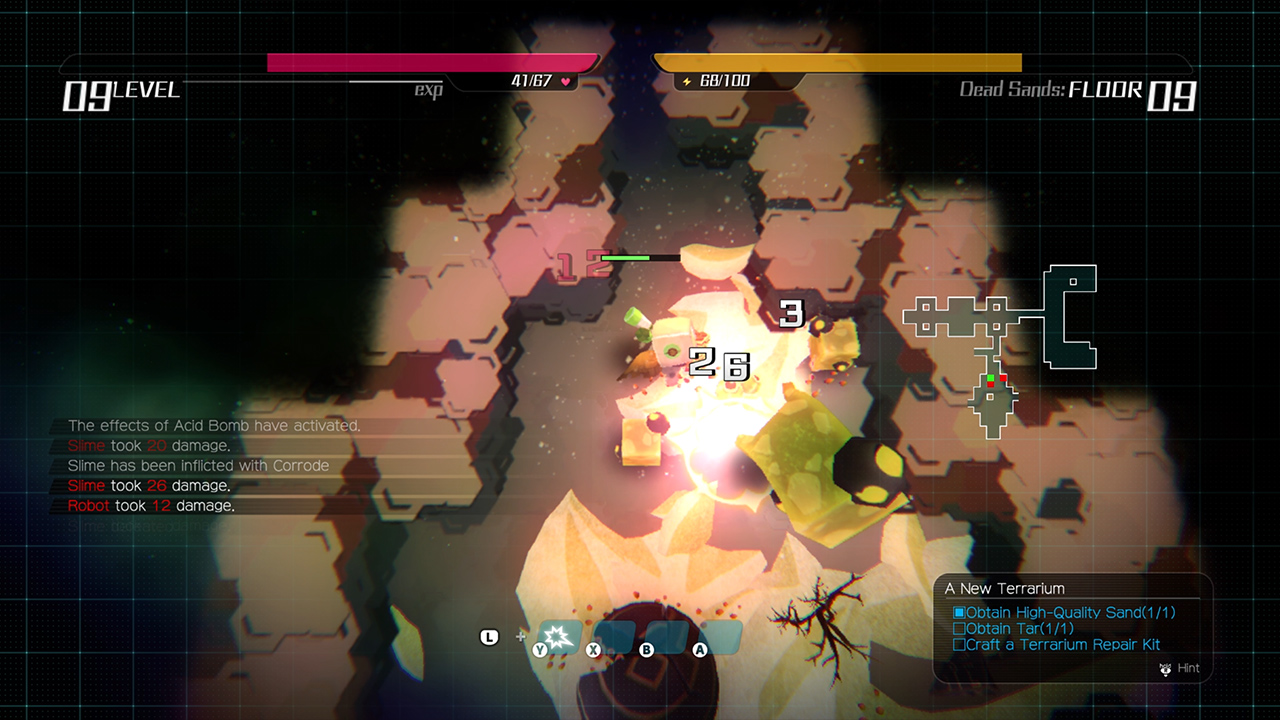 41/67
68/100
09 LEVEL
exp
Dead Sands: FLOOR 09
12
3
26
The effects of Acid Bomb have activated.
Slime took 20 damage.
Slime has been inflicted with Corrode
Slime took 26 damage.
Robot took 12 damage.
L + Y X B A
A New Terrarium
Obtain High-Quality Sand(1/1)
Obtain Tar(1/1)
Craft a Terrarium Repair Kit
Hint